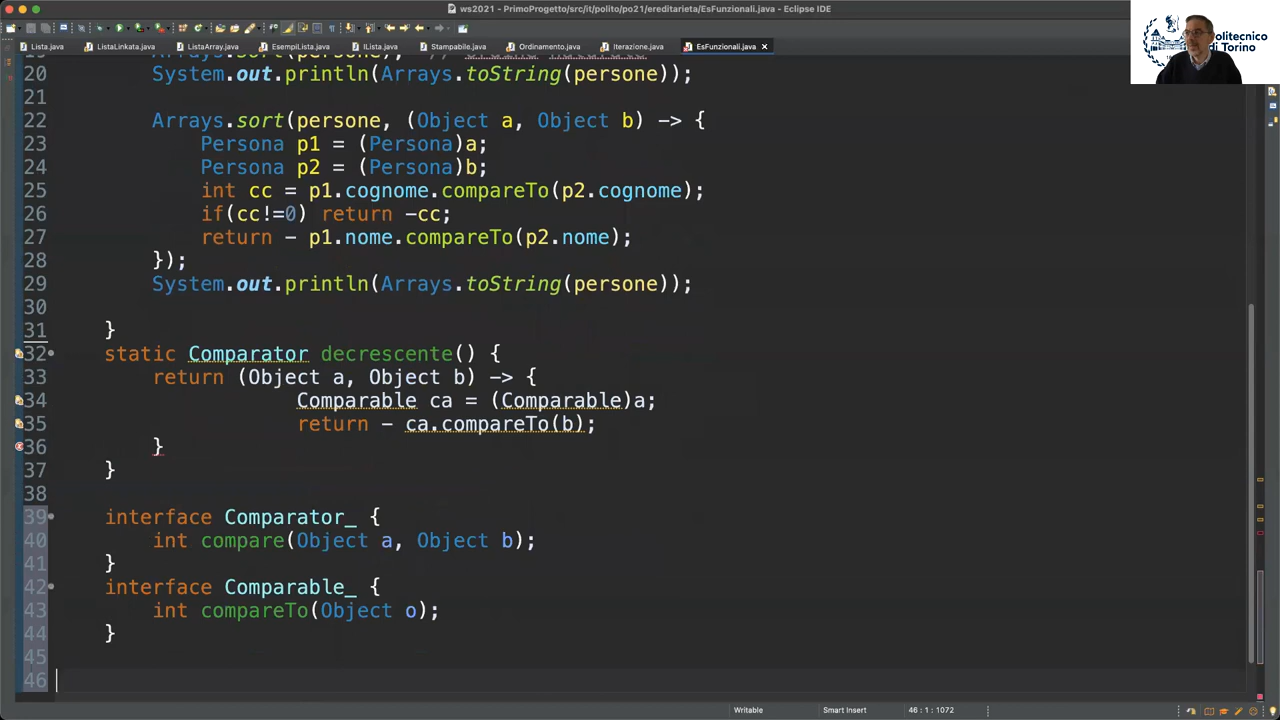 ws2021 - PrimoProgetto/src/it/polito/po21/ereditarieta/EsFunzionali.java - Eclipse IDE
Lista.java ListaLinkata.java ListaArray.java EsempiLista.java IListа.java Stampabile.java Ordinamento.java Iterazione.java EsFunzionali.java
Politecnico
di Torino
20 System.out.println(Arrays.toString(persone));
21
22 Arrays.sort(persone, (Object a, Object b) -> {
23 Persona p1 = (Persona)a;
24 Persona p2 = (Persona)b;
25 int cc = p1.cognome.compareTo(p2.cognome);
26 if(cc!=0) return -cc;
27 return - p1.nome.compareTo(p2.nome);
28 });
29 System.out.println(Arrays.toString(persone));
30
31 }
32 static Comparator decrescente() {
33 return (Object a, Object b) -> {
34 Comparable ca = (Comparable)a;
35 return - ca.compareTo(b);
36 }
37 }
38
39 interface Comparator_ {
40 int compare(Object a, Object b);
41 }
42 interface Comparable_ {
43 int compareTo(Object o);
44 }
45
46
Writable Smart Insert 46 : 1 : 1072